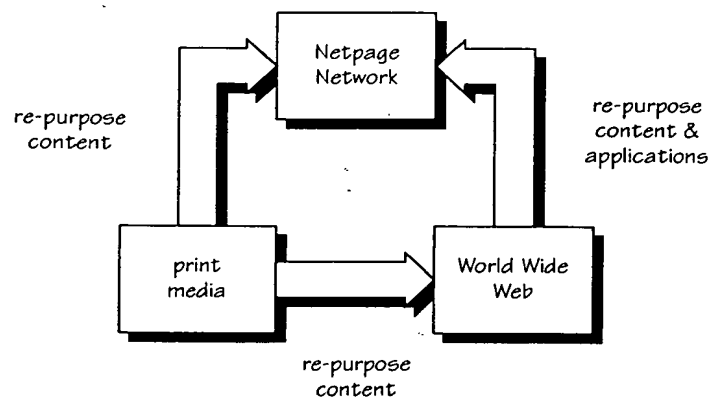 Netpage
Network
re-purpose
content
re-purpose
content &
applications
print
media
World Wide
Web
re-purpose
content